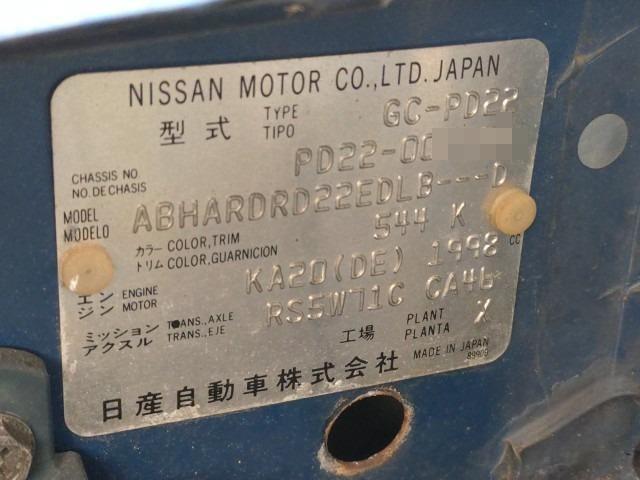 NISSAN MOTOR CO.,LTD. JAPAN
型式 TYPE TIPO GC-PD22
CHASSIS NO. NO.DE CHASIS PD22-00
MODEL MODELO ABHARDRD22EDLB---D
カラー COLOR,TRIM 544 K
トリム COLOR,GUARNICION
エンジン ENGINE MOTOR KA20(DE) 1998 CC
ミッション TRANS.,AXLE RS5W71C CA46
アクスル TRANS.,EJE
工場 PLANT PLANTA X
日産自動車株式会社 MADE IN JAPAN
89909